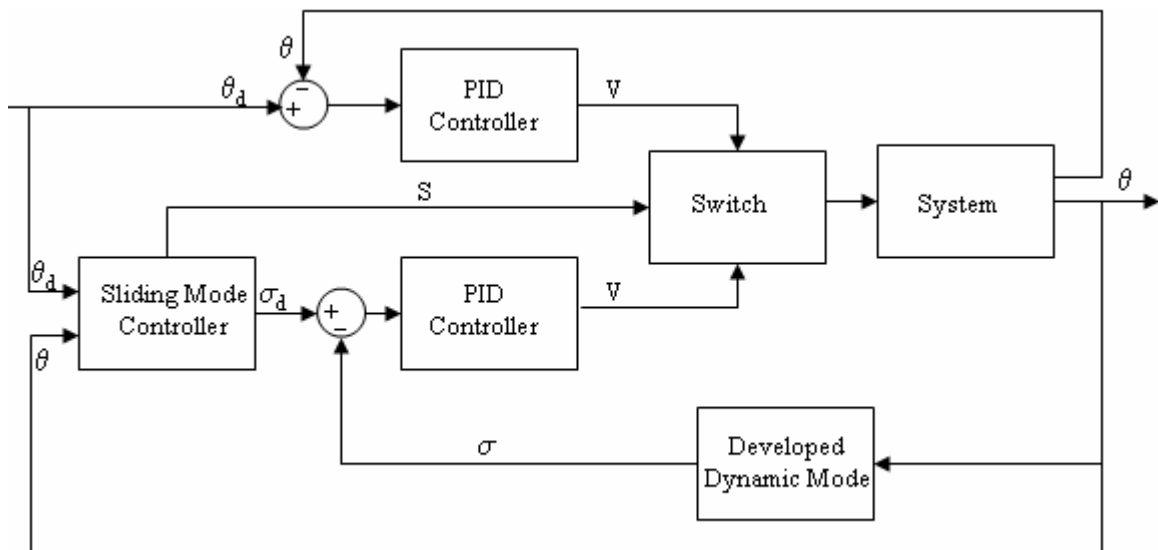 θ
θd
−
+
PID
Controller
V
Switch
System
θ
S
θd
θ
Sliding Mode
Controller
σd
+
−
PID
Controller
V
σ
Developed
Dynamic Mode